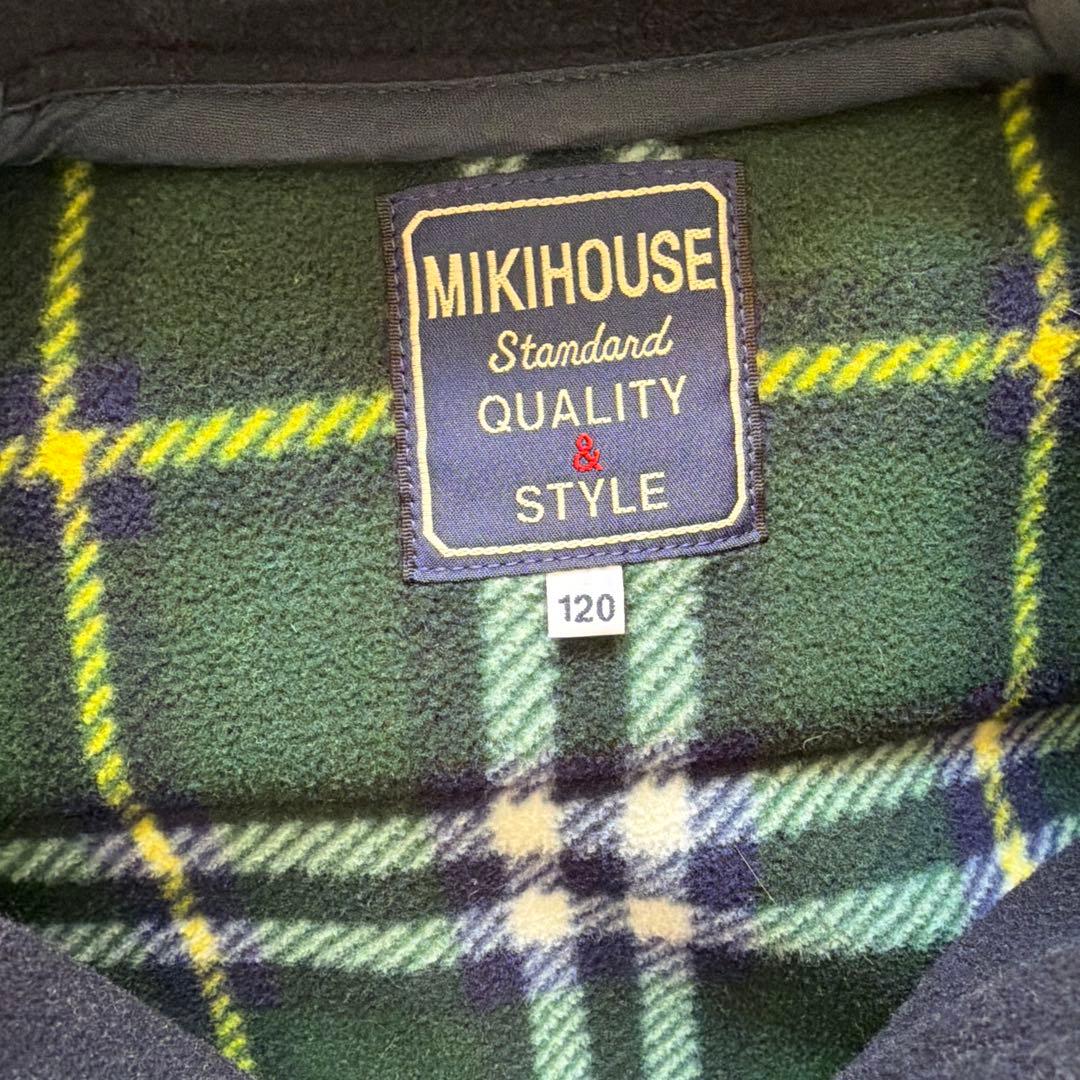 MIKIHOUSE
Standard
QUALITY
&
STYLE
120